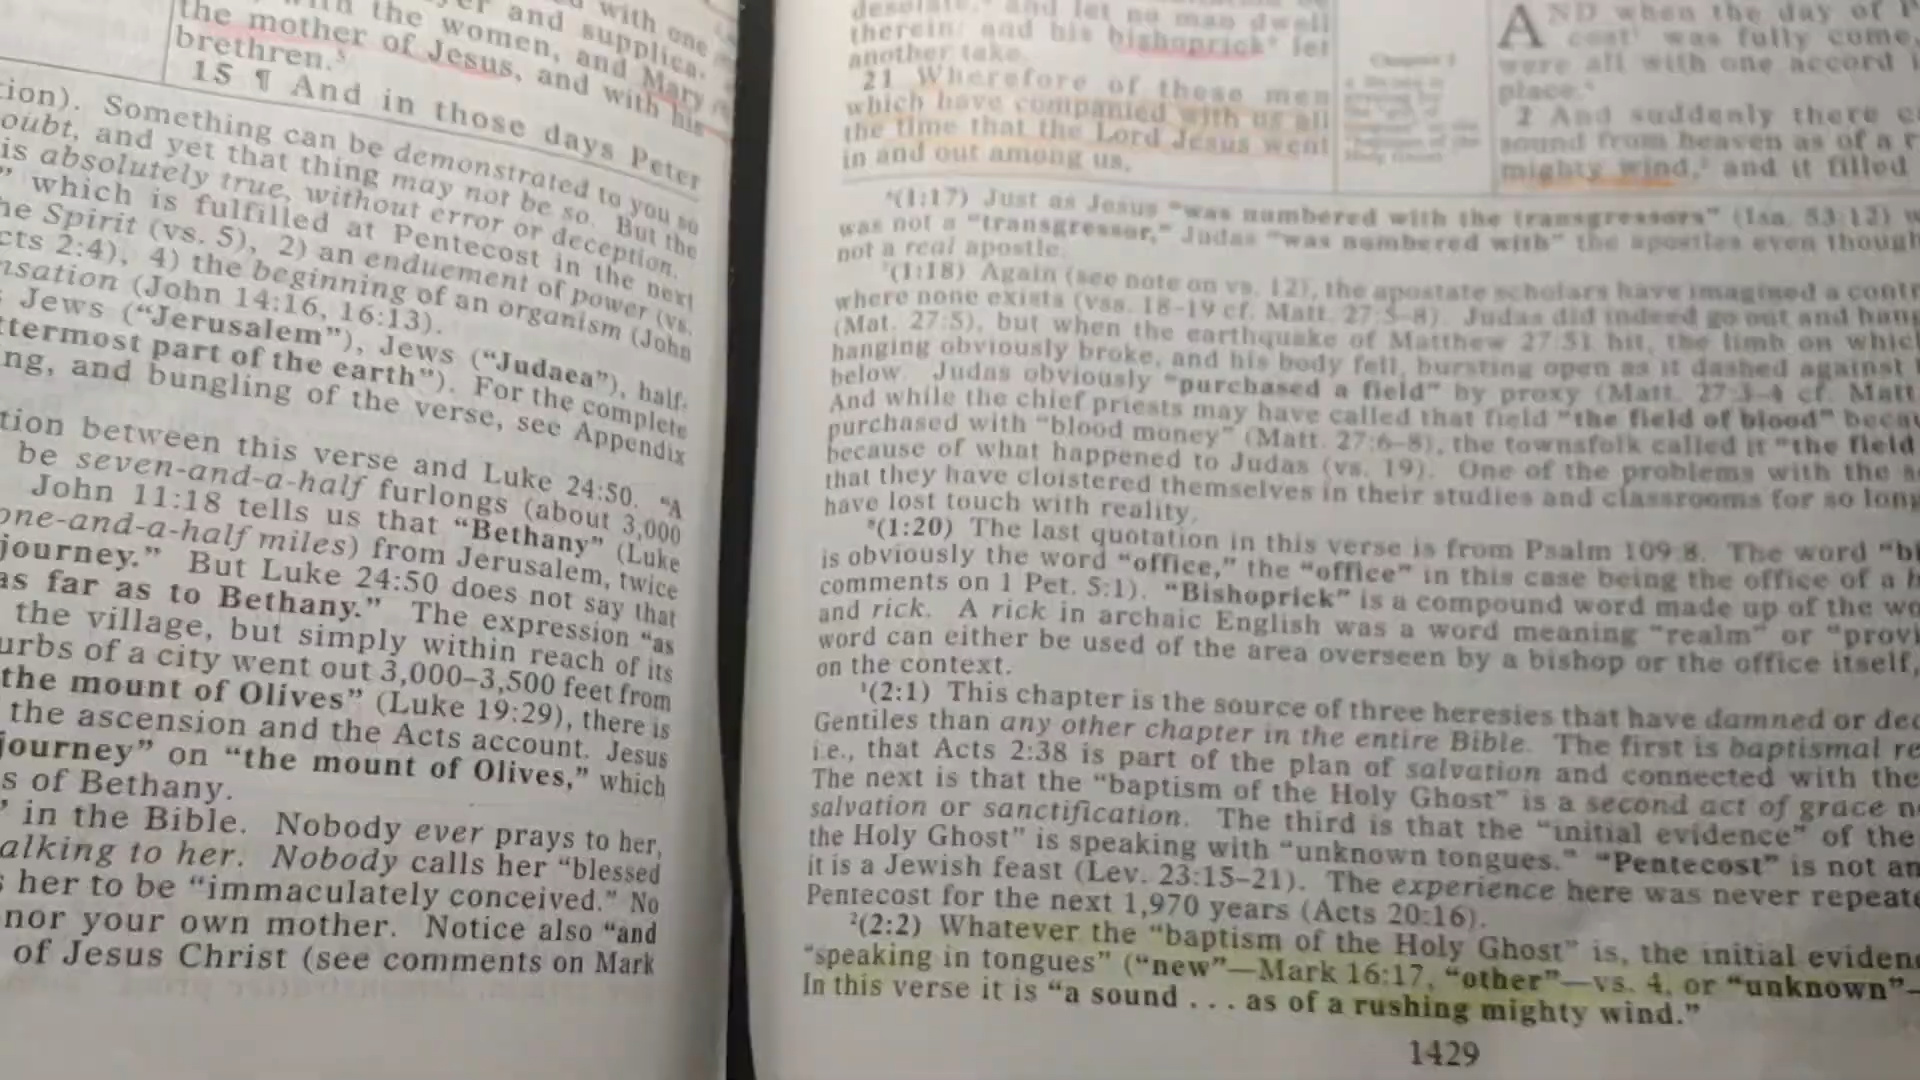 with one
and supplica.
with the women, and Mary
the mother of Jesus, and with his
brethren.⁵
15 ¶ And in those days Peter
tion). Something can be demonstrated to you so
oubt, and yet that thing may not be so. But the
is absolutely true, without error or deception.
” which is fulfilled at Pentecost in the next
he Spirit (vs. 5), 2) an enduement of power (vs.
cts 2:4), 4) the beginning of an organism (John
nsation (John 14:16, 16:13).
Jews (“Jerusalem”), Jews (“Judaea”), half-
ttermost part of the earth”). For the complete
ng, and bungling of the verse, see Appendix
tion between this verse and Luke 24:50. “A
be seven-and-a-half furlongs (about 3,000
John 11:18 tells us that “Bethany” (Luke
one-and-a-half miles) from Jerusalem, twice
journey.” But Luke 24:50 does not say that
as far as to Bethany.” The expression “as
the village, but simply within reach of its
urbs of a city went out 3,000–3,500 feet from
the mount of Olives” (Luke 19:29), there is
the ascension and the Acts account. Jesus
journey” on “the mount of Olives,” which
s of Bethany.
’ in the Bible. Nobody ever prays to her,
alking to her. Nobody calls her “blessed
s her to be “immaculately conceived.” No
nor your own mother. Notice also “and
of Jesus Christ (see comments on Mark
desolate, and let no man dwell
therein: and his bishoprick let
another take.
21 Wherefore of these men
which have companied with us all
the time that the Lord Jesus went
in and out among us,
AND when the day of
cost was fully come,
were all with one accord
place.
2 And suddenly there
sound from heaven as of a
mighty wind,² and it filled
(1:17) Just as Jesus “was numbered with the transgressors” (Isa. 53:12)
was not a “transgressor,” Judas “was numbered with” the apostles even though
not a real apostle.
(1:18) Again (see note on vs. 12), the apostate scholars have imagined a
where none exists (vss. 18–19 cf. Matt. 27:5–8). Judas did indeed go out and
(Mat. 27:5), but when the earthquake of Matthew 27:51 hit, the limb on
hanging obviously broke, and his body fell, bursting open as it dashed against
below. Judas obviously “purchased a field” by proxy (Matt. 27:3–4 cf. Matt
And while the chief priests may have called that field “the field of blood”
purchased with “blood money” (Matt. 27:6–8), the townsfolk called it “the field
because of what happened to Judas (vs. 19). One of the problems with the
that they have cloistered themselves in their studies and classrooms for so long
have lost touch with reality.
(1:20) The last quotation in this verse is from Psalm 109:8. The word
is obviously the word “office,” the “office” in this case being the office of a
comments on 1 Pet. 5:1). “Bishoprick” is a compound word made up of the
and rick. A rick in archaic English was a word meaning “realm” or “provi
word can either be used of the area overseen by a bishop or the office itself,
on the context.
¹(2:1) This chapter is the source of three heresies that have damned or dec
Gentiles than any other chapter in the entire Bible. The first is baptismal re
i.e., that Acts 2:38 is part of the plan of salvation and connected with the
The next is that the “baptism of the Holy Ghost” is a second act of grace
salvation or sanctification. The third is that the “initial evidence” of the
the Holy Ghost” is speaking with “unknown tongues.” “Pentecost” is not an
it is a Jewish feast (Lev. 23:15–21). The experience here was never repeate
Pentecost for the next 1,970 years (Acts 20:16).
²(2:2) Whatever the “baptism of the Holy Ghost” is, the initial eviden
“speaking in tongues” (“new”—Mark 16:17, “other”—vs. 4, or “unknown”—
In this verse it is “a sound . . . as of a rushing mighty wind.”
1429